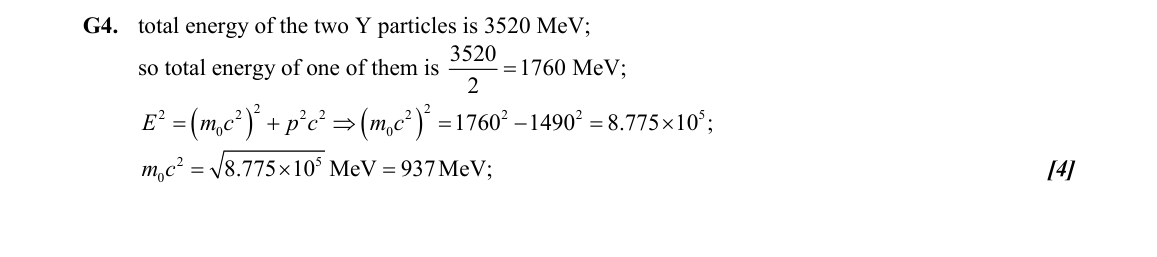 G4. total energy of the two Y particles is 3520 MeV;
so total energy of one of them is 3520/2 = 1760 MeV;
E² = (m₀c²)² + p²c² ⇒ (m₀c²)² = 1760² − 1490² = 8.775×10⁵;
m₀c² = √(8.775×10⁵) MeV = 937 MeV; [4]